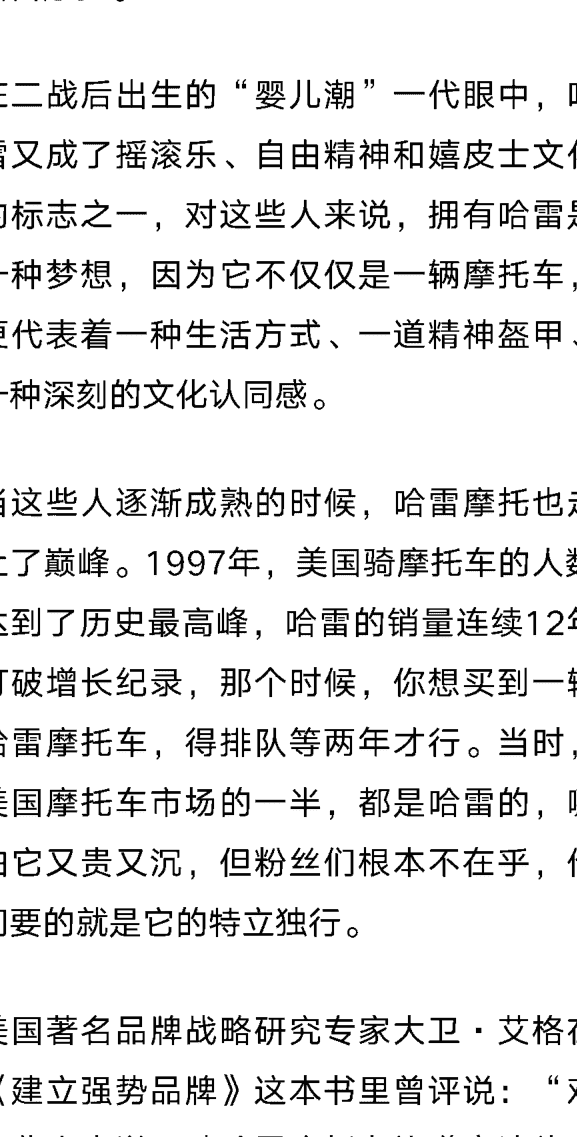 在二战后出生的“婴儿潮”一代眼中，哈
雷又成了摇滚乐、自由精神和嬉皮士文化
的标志之一，对这些人来说，拥有哈雷是
一种梦想，因为它不仅仅是一辆摩托车，
更代表着一种生活方式、一道精神盔甲、
一种深刻的文化认同感。
当这些人逐渐成熟的时候，哈雷摩托也走
上了巅峰。1997年，美国骑摩托车的人数
达到了历史最高峰，哈雷的销量连续12年
打破增长纪录，那个时候，你想买到一辆
哈雷摩托车，得排队等两年才行。当时，
美国摩托车市场的一半，都是哈雷的，哪
怕它又贵又沉，但粉丝们根本不在乎，他
们要的就是它的特立独行。
美国著名品牌战略研究专家大卫·艾格在
《建立强势品牌》这本书里曾评说：“对